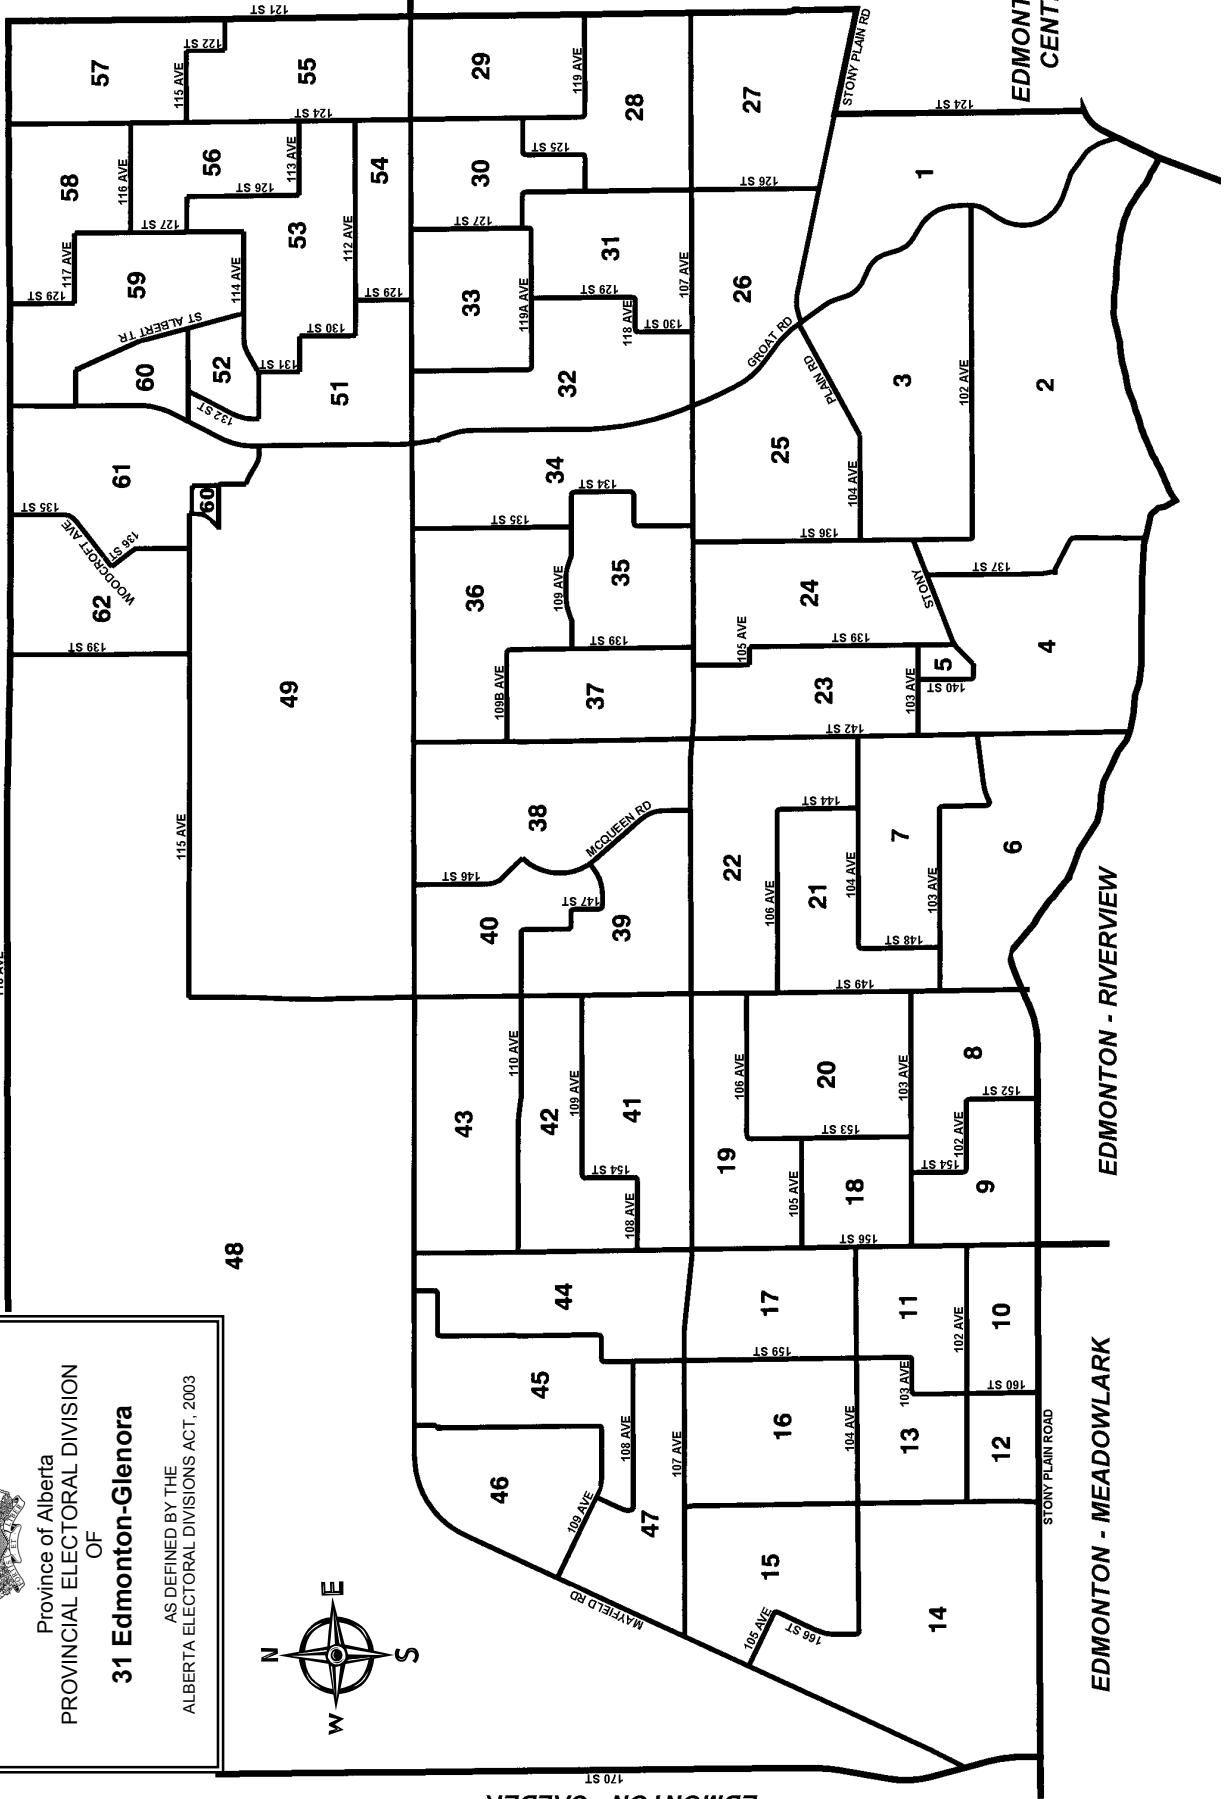 Province of Alberta
PROVINCIAL ELECTORAL DIVISION
OF
31 Edmonton-Glenora
AS DEFINED BY THE
ALBERTA ELECTORAL DIVISIONS ACT, 2003
N
E
S
W
EDMONTON - MEADOWLARK
EDMONTON - RIVERVIEW
EDMONT
CENT
170 ST
MAYFIELD RD
STONY PLAIN ROAD
121 ST
122 ST
115 AVE
57
55
124 ST
58
116 AVE
56
113 AVE
126 ST
127 ST
54
117 AVE
129 ST
59
114 AVE
53
112 AVE
129 ST
130 ST
131 ST
ST ALBERT TR
60
52
132 ST
51
61
60
135 ST
WOODCROFT AVE
136 ST
62
139 ST
49
115 AVE
48
29
119 AVE
28
27
STONY PLAIN RD
124 ST
30
125 ST
126 ST
127 ST
33
119A AVE
31
129 ST
118 AVE
130 ST
107 AVE
26
32
GROAT RD
PLAIN RD
1
3
102 AVE
2
25
104 AVE
34
134 ST
135 ST
36
109 AVE
35
139 ST
109B AVE
37
136 ST
24
STONY
137 ST
105 AVE
139 ST
5
140 ST
4
23
103 AVE
142 ST
38
MCQUEEN RD
146 ST
147 ST
40
39
22
144 ST
106 AVE
21
104 AVE
7
103 AVE
148 ST
6
149 ST
43
110 AVE
42
109 AVE
41
154 ST
108 AVE
106 AVE
20
103 AVE
8
152 ST
102 AVE
153 ST
154 ST
19
105 AVE
18
9
156 ST
44
17
11
10
102 AVE
159 ST
103 AVE
160 ST
45
108 AVE
16
104 AVE
13
12
46
109 AVE
47
107 AVE
15
105 AVE
166 ST
14